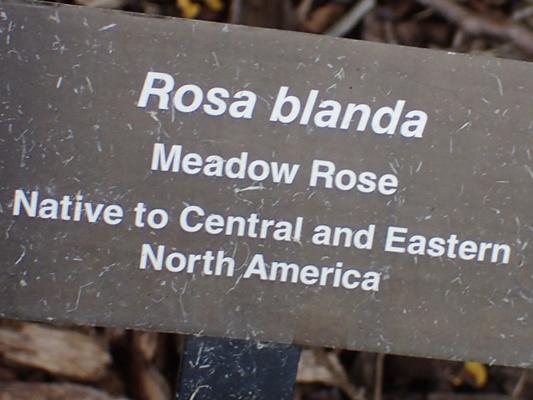 Rosa blanda
Meadow Rose
Native to Central and Eastern
North America